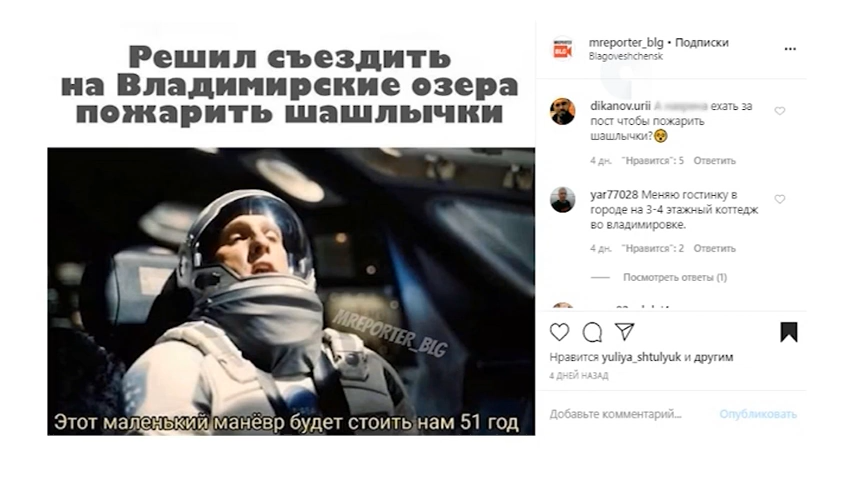 Решил съездить
на Владимирские озера
пожарить шашлычки
MREPORTER_BLG
Этот маленький манёвр будет стоить нам 51 год
MREPORTER
BLG
mreporter_blg • Подписки
Blagoveshchensk
dikanov.urii А ехать за
пост чтобы пожарить
шашлычки?😲
4 дн. "Нравится": 5 Ответить
yar77028 Меняю гостинку в
городе на 3-4 этажный коттедж
во владимировке.
4 дн. "Нравится": 2 Ответить
Посмотреть ответы (1)
Нравится yuliya_shtulyuk и другим
4 ДНЕЙ НАЗАД
Добавьте комментарий...
Опубликовать